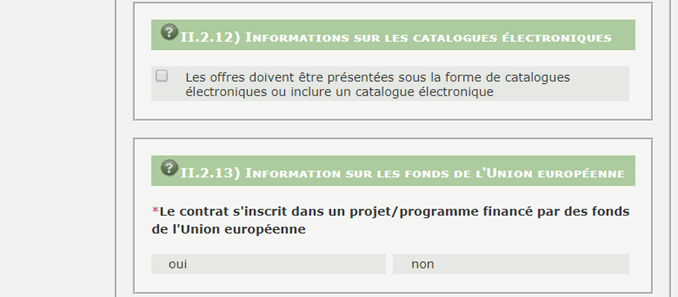 ? II.2.12) Informations sur les catalogues électroniques
Les offres doivent être présentées sous la forme de catalogues
électroniques ou inclure un catalogue électronique
? II.2.13) Information sur les fonds de l'Union européenne
*Le contrat s'inscrit dans un projet/programme financé par des fonds
de l'Union européenne
oui non